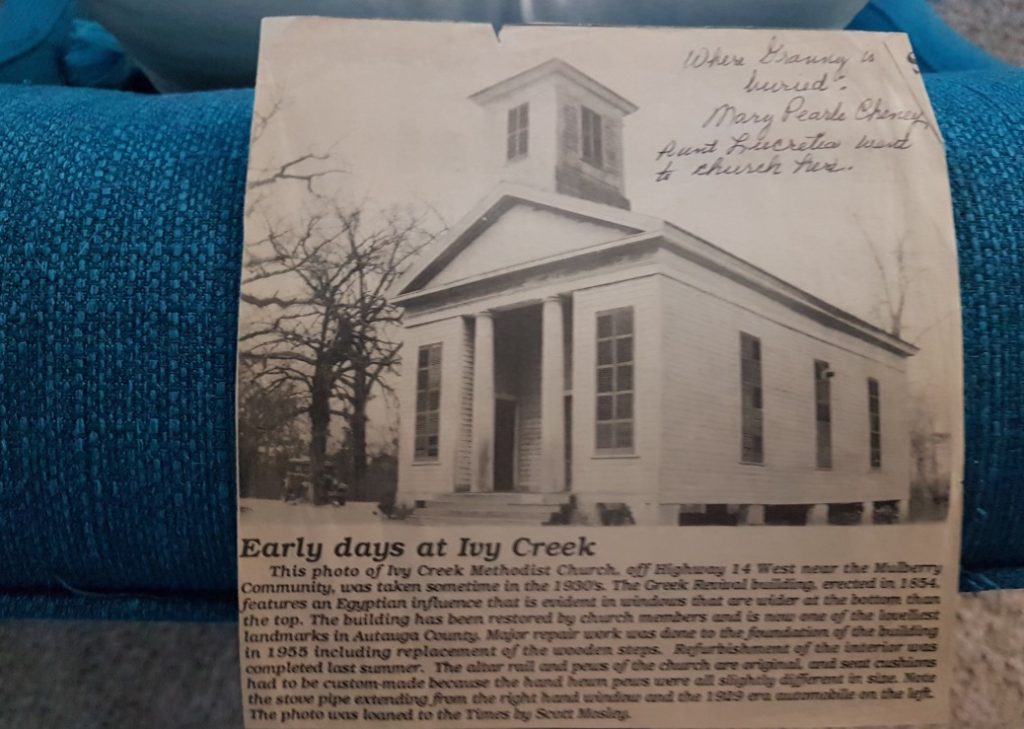 Where Granny is
buried.
Mary Pearle Cheney
Aunt Lucretia went
to church here.
Early days at Ivy Creek
This photo of Ivy Creek Methodist Church, off Highway 14 West near the Mulberry
Community, was taken sometime in the 1930's. The Greek Revival building, erected in 1854,
features an Egyptian influence that is evident in windows that are wider at the bottom than
the top. The building has been restored by church members and is now one of the loveliest
landmarks in Autauga County. Major repair work was done to the foundation of the building
in 1955 including replacement of the wooden steps. Refurbishment of the interior was
completed last summer. The altar rail and pews of the church are original, and seat cushions
had to be custom-made because the hand hewn pews were all slightly different in size. Note
the stove pipe extending from the right hand window and the 1929 era automobile on the left.
The photo was loaned to the Times by Scott Mosley.